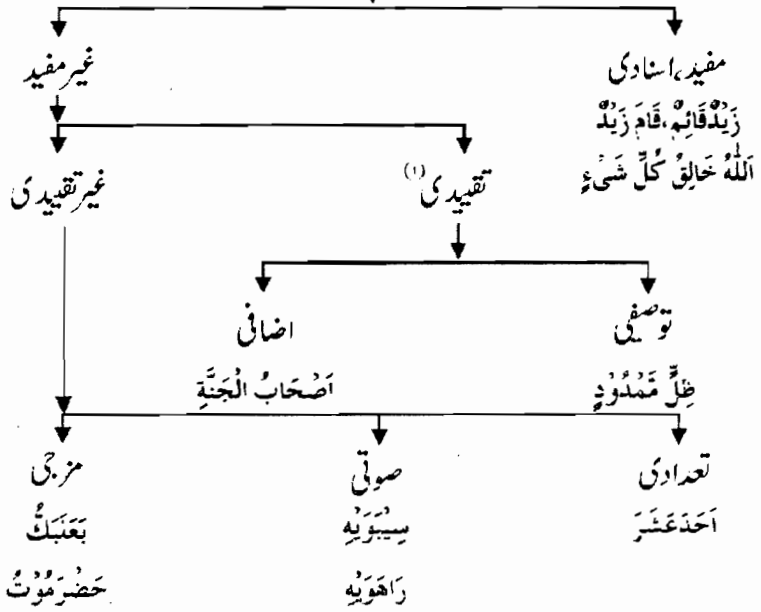 مفید، اسنادی
زَیْدٌ قَائِمٌ، قَامَ زَیْدٌ
اَللّٰہُ خَالِقُ کُلِّ شَیْءٍ
غیر مفید
تقییدی (۱)
غیر تقییدی
توصیفی
ظِلٍّ مَّمْدُوْدٍ
اضافی
اَصْحَابُ الْجَنَّةِ
تعدادی
اَحَدَ عَشَرَ
صوتی
سِیْبَوَیْہِ
رَاھَوَیْہِ
مزجی
بَعَلَبَكُّ
حَضْرَمُوْتُ